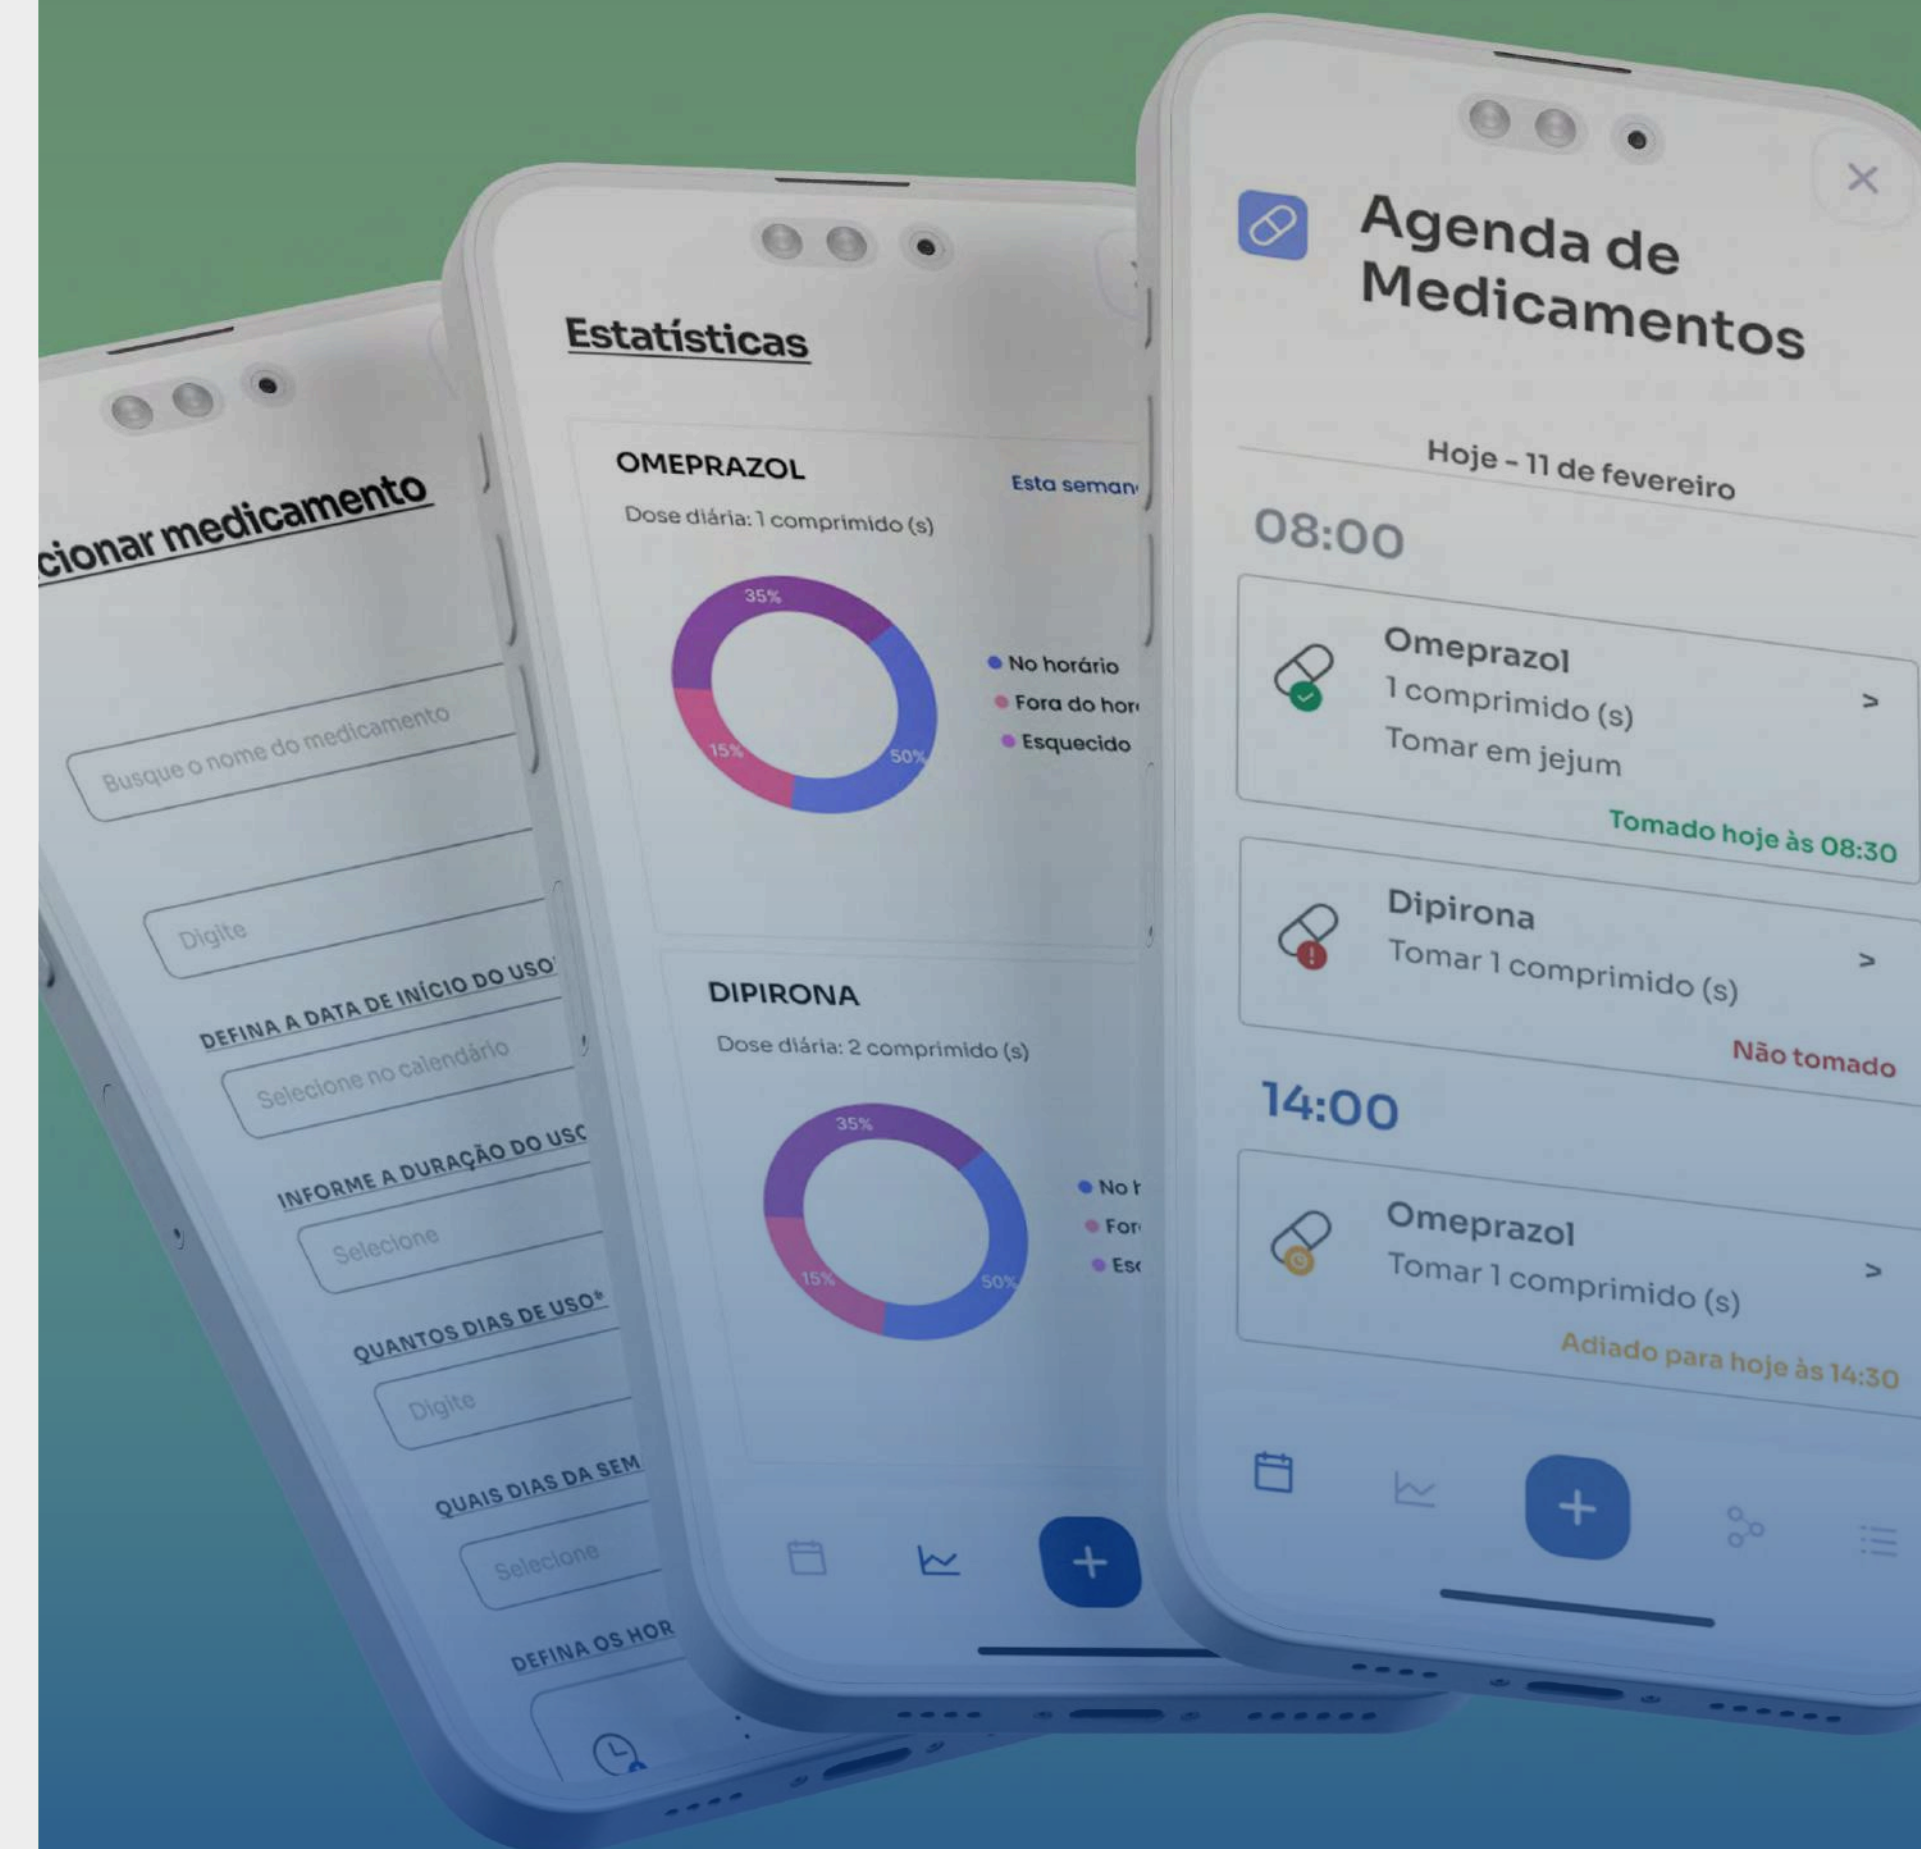 cionar medicamento
Busque o nome do medicamento
Digite
DEFINA A DATA DE INÍCIO DO USO*
Selecione no calendário
INFORME A DURAÇÃO DO USO
Selecione
QUANTOS DIAS DE USO*
Digite
QUAIS DIAS DA SEM
Selecione
DEFINA OS HOR
Estatísticas
OMEPRAZOL
Esta seman
Dose diária: 1 comprimido (s)
35%
15%
50%
No horário
Fora do hor
Esquecido
DIPIRONA
Dose diária: 2 comprimido (s)
35%
15%
50%
No h
For
Esc
Agenda de
Medicamentos
Hoje - 11 de fevereiro
08:00
Omeprazol
1 comprimido (s)
>
Tomar em jejum
Tomado hoje às 08:30
Dipirona
Tomar 1 comprimido (s)
>
Não tomado
14:00
Omeprazol
Tomar 1 comprimido (s)
>
Adiado para hoje às 14:30